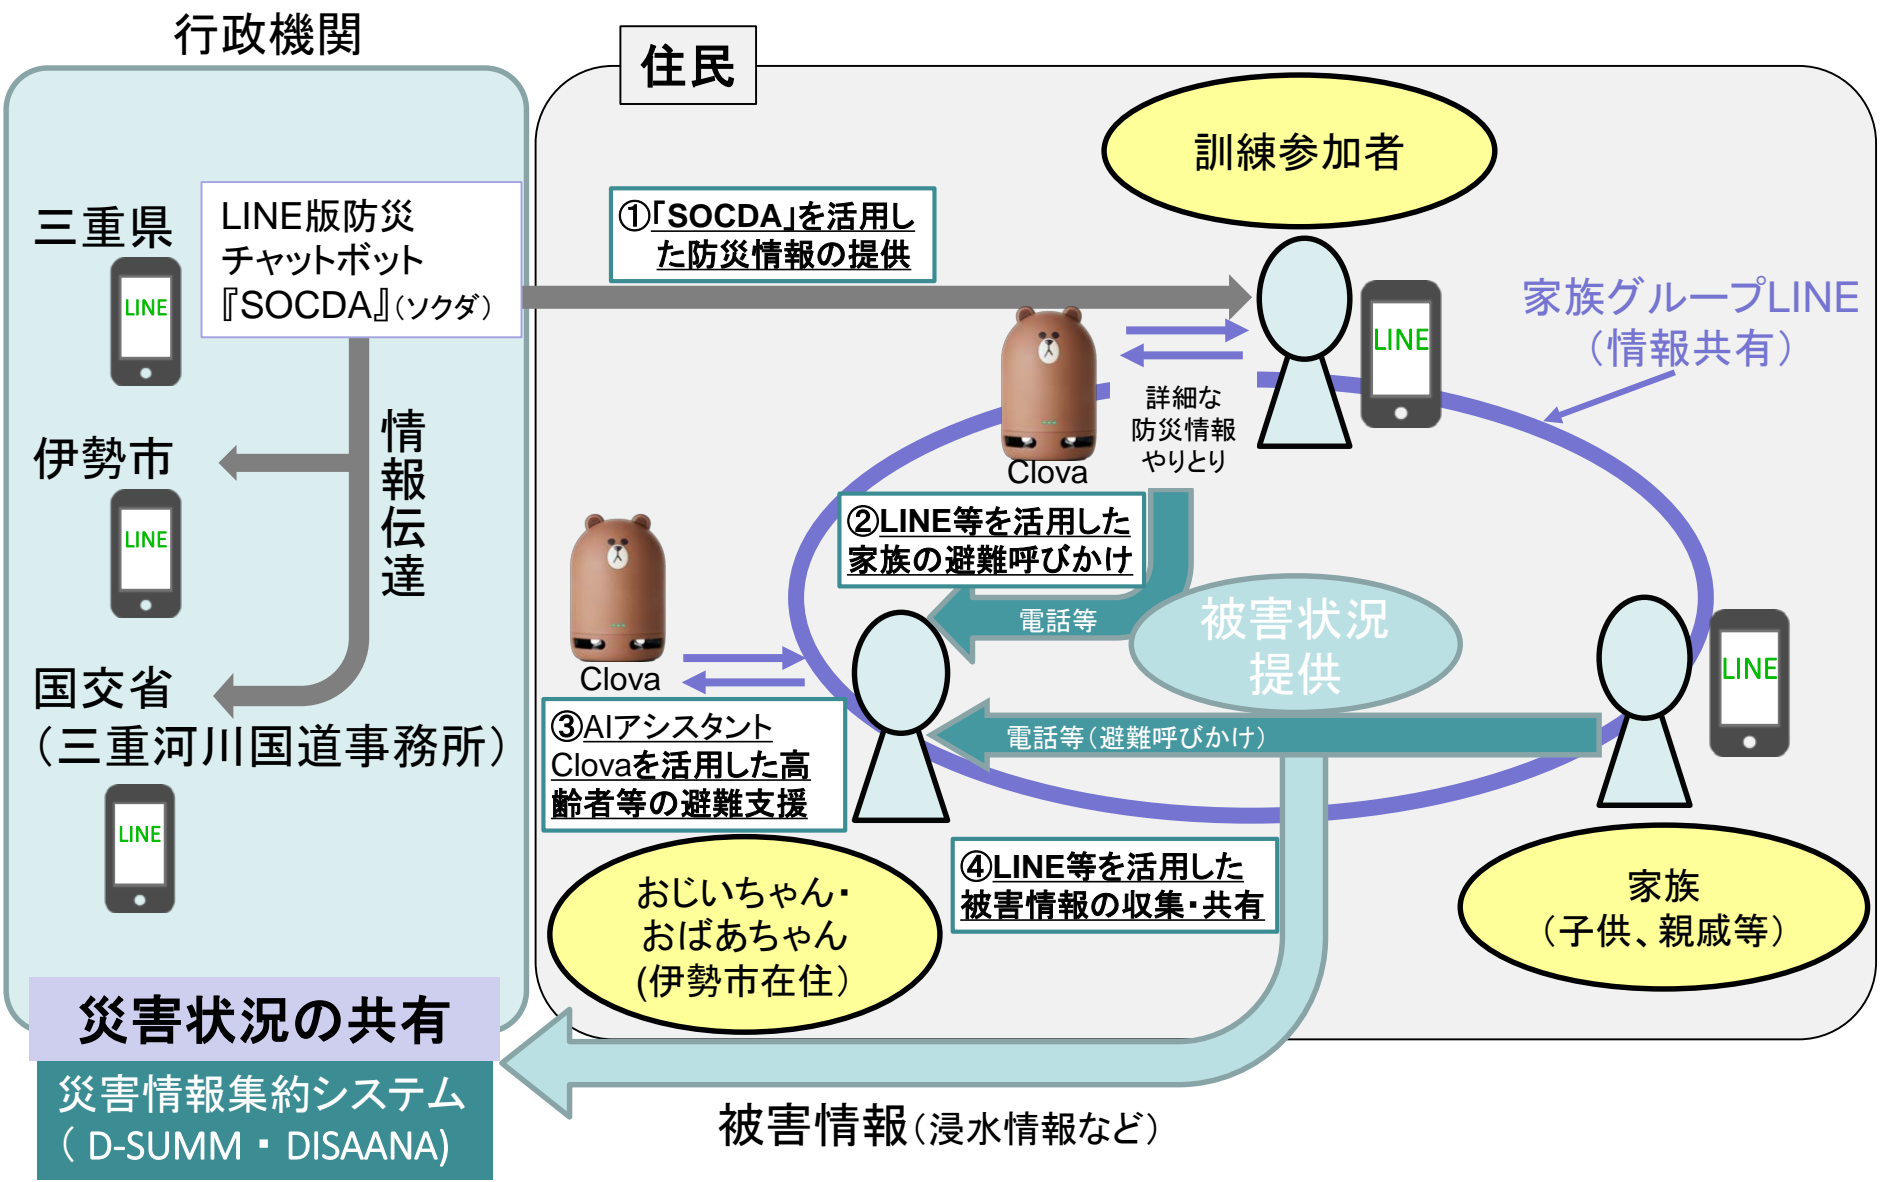 行政機関
三重県
LINE
LINE版防災
チャットボット
『SOCDA』（ソクダ）
伊勢市
LINE
情報伝達
国交省
（三重河川国道事務所）
LINE
災害状況の共有
災害情報集約システム
（ D-SUMM ・ DISAANA)
住民
訓練参加者
①「SOCDA」を活用し
た防災情報の提供
LINE
家族グループLINE
（情報共有）
詳細な
防災情報
やりとり
Clova
②LINE等を活用した
家族の避難呼びかけ
電話等
被害状況
提供
Clova
LINE
③AIアシスタント
Clovaを活用した高
齢者等の避難支援
電話等（避難呼びかけ）
④LINE等を活用した
被害情報の収集・共有
おじいちゃん・
おばあちゃん
(伊勢市在住）
家族
（子供、親戚等）
被害情報（浸水情報など）